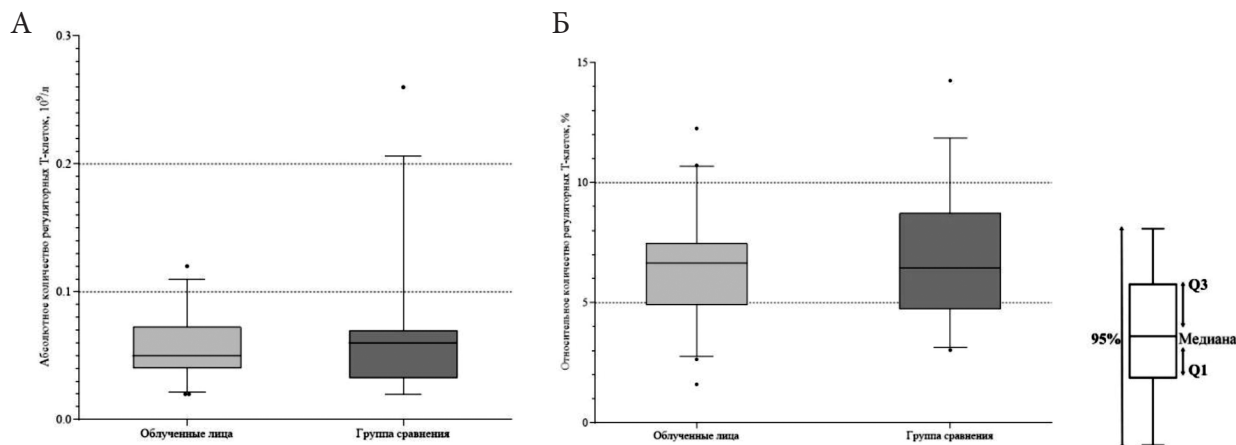 А
Абсолютное количество регуляторных Т-клеток, 10⁹/л
0.3
0.2
0.1
0.0
Облученные лица
Группа сравнения
Б
Относительное количество регуляторных Т-клеток, %
15
10
5
0
Облученные лица
Группа сравнения
95%
Q3
Медиана
Q1